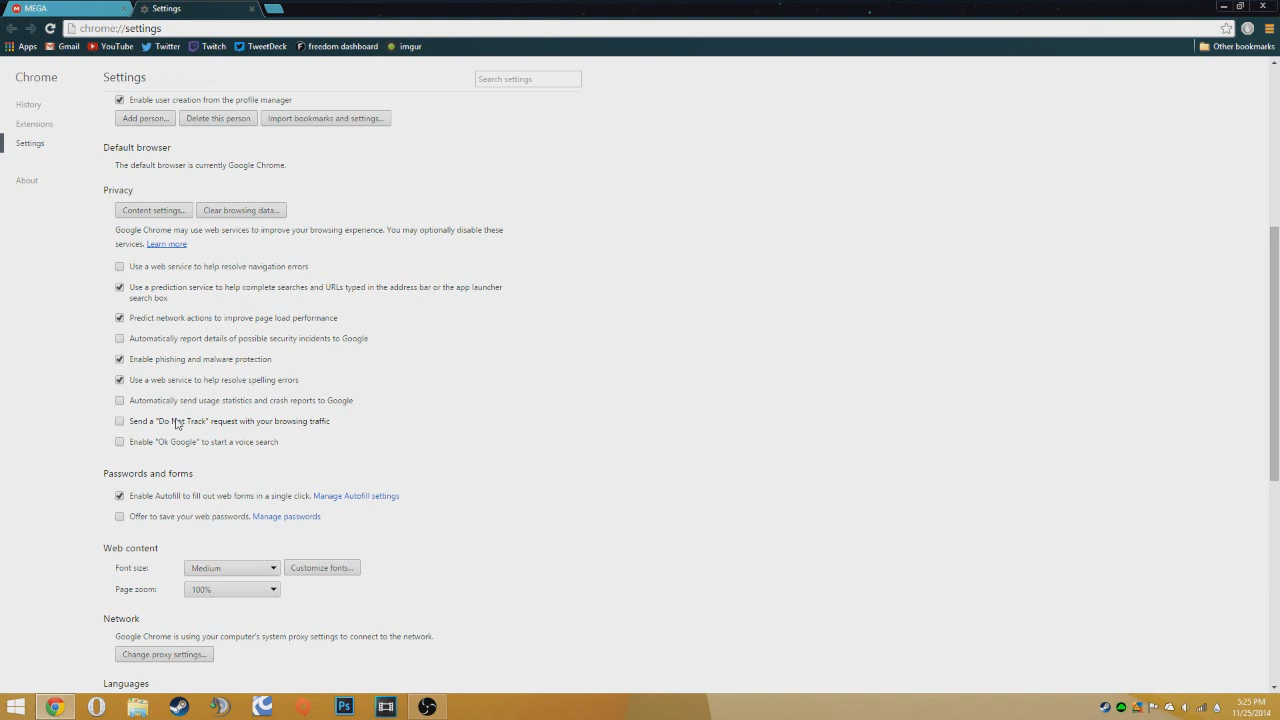 MEGA
Settings
chrome://settings
Apps Gmail YouTube Twitter Twitch TweetDeck freedom dashboard imgur Other bookmarks
Chrome
History
Extensions
Settings
About
Settings
Search settings
Enable user creation from the profile manager
Add person... Delete this person Import bookmarks and settings...
Default browser
The default browser is currently Google Chrome.
Privacy
Content settings... Clear browsing data...
Google Chrome may use web services to improve your browsing experience. You may optionally disable these
services. Learn more
Use a web service to help resolve navigation errors
Use a prediction service to help complete searches and URLs typed in the address bar or the app launcher
search box
Predict network actions to improve page load performance
Automatically report details of possible security incidents to Google
Enable phishing and malware protection
Use a web service to help resolve spelling errors
Automatically send usage statistics and crash reports to Google
Send a "Do Not Track" request with your browsing traffic
Enable "Ok Google" to start a voice search
Passwords and forms
Enable Autofill to fill out web forms in a single click. Manage Autofill settings
Offer to save your web passwords. Manage passwords
Web content
Font size: Medium Customize fonts...
Page zoom: 100%
Network
Google Chrome is using your computer's system proxy settings to connect to the network.
Change proxy settings...
Languages
Ps
5:25 PM
11/25/2014